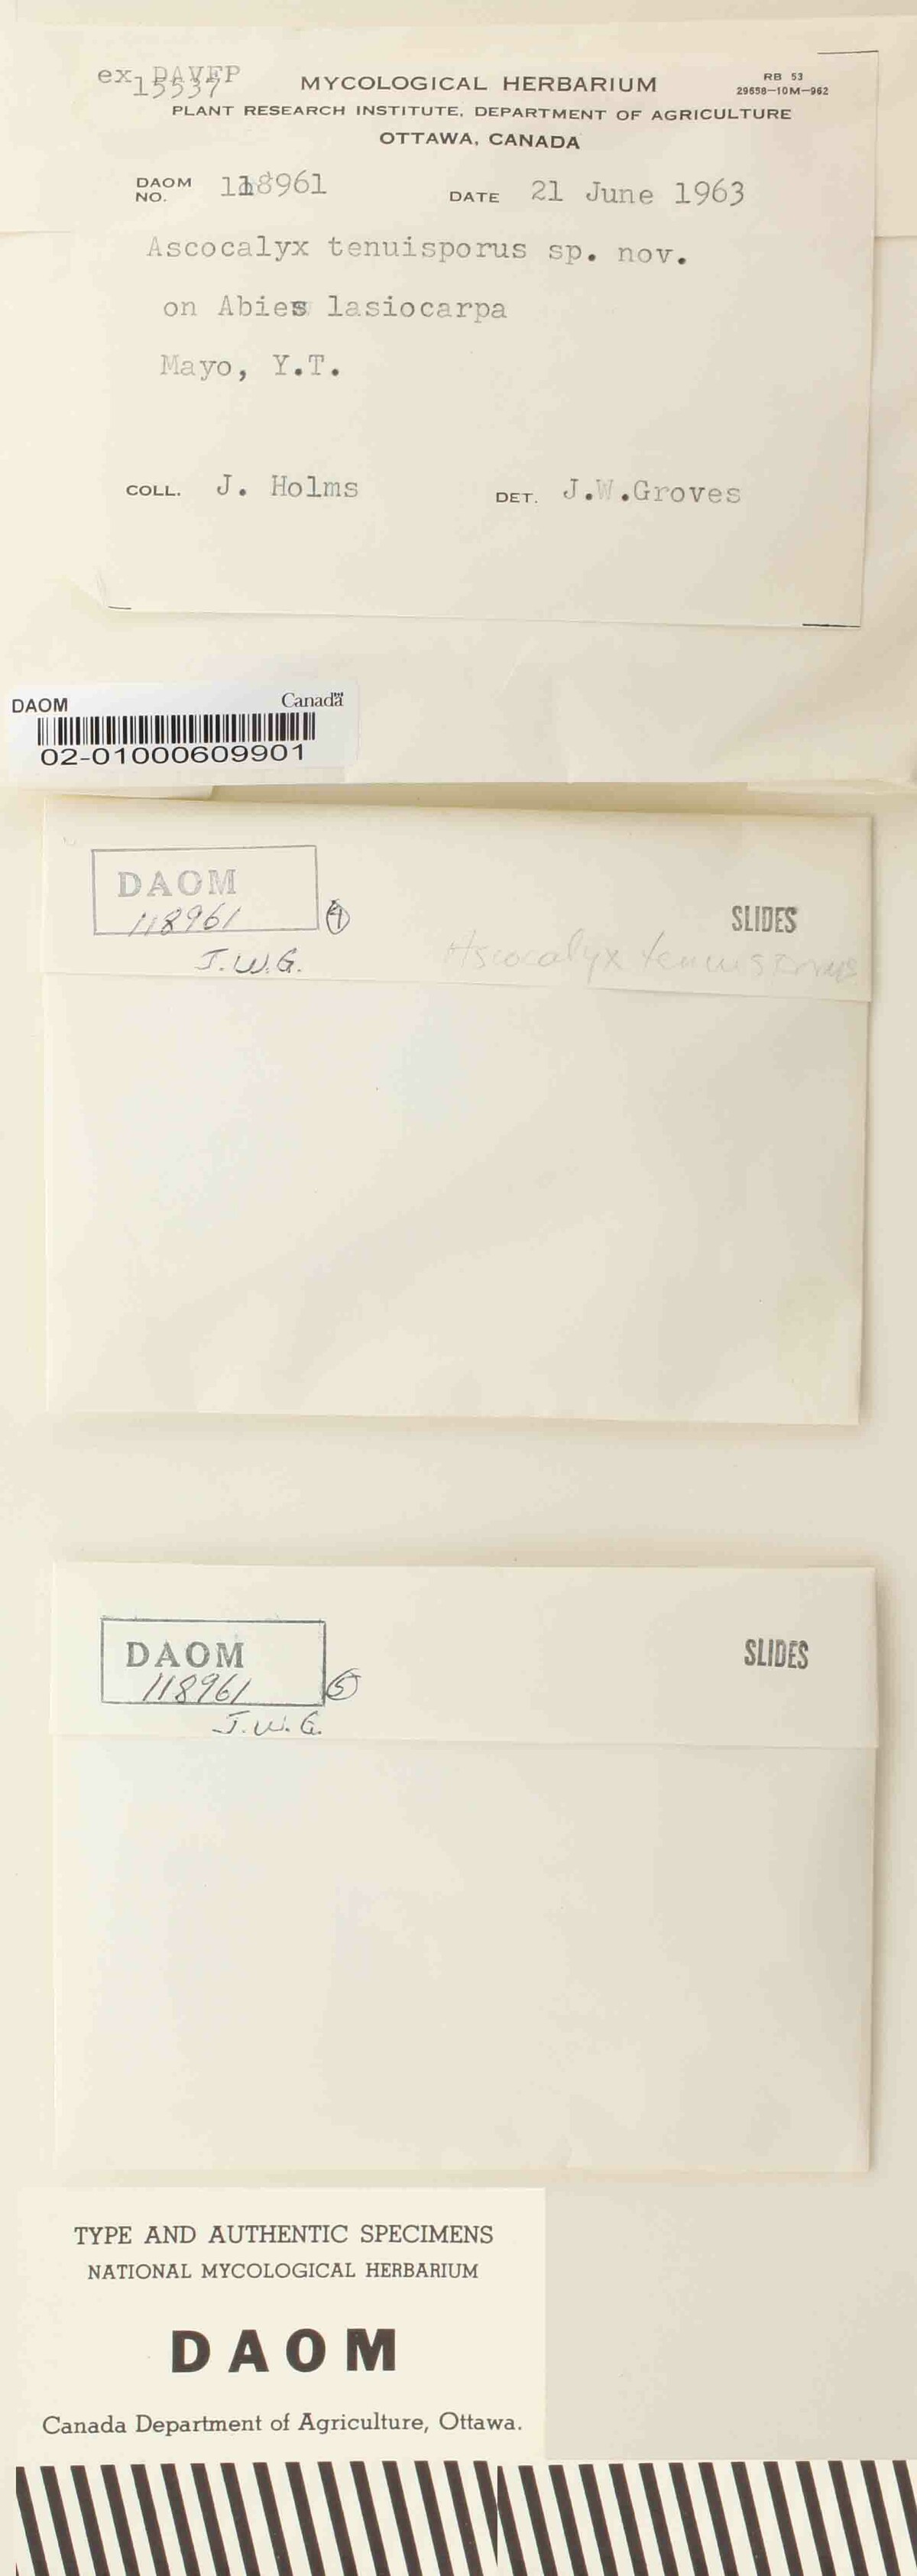 ex DAVFP
15537
MYCOLOGICAL HERBARIUM
RB 53
29658—10M—962
PLANT RESEARCH INSTITUTE, DEPARTMENT OF AGRICULTURE
OTTAWA, CANADA
DAOM NO. 118961 DATE 21 June 1963
Ascocalyx tenuisporus sp. nov.
on Abies lasiocarpa
Mayo, Y.T.
COLL. J. Holms DET. J.W.Groves
DAOM Canada
02-01000609901
DAOM
118961 4 SLIDES
J.W.G. Ascocalyx tenuisporus
DAOM SLIDES
118961 5
J.W.G.
TYPE AND AUTHENTIC SPECIMENS
NATIONAL MYCOLOGICAL HERBARIUM
DAOM
Canada Department of Agriculture, Ottawa.